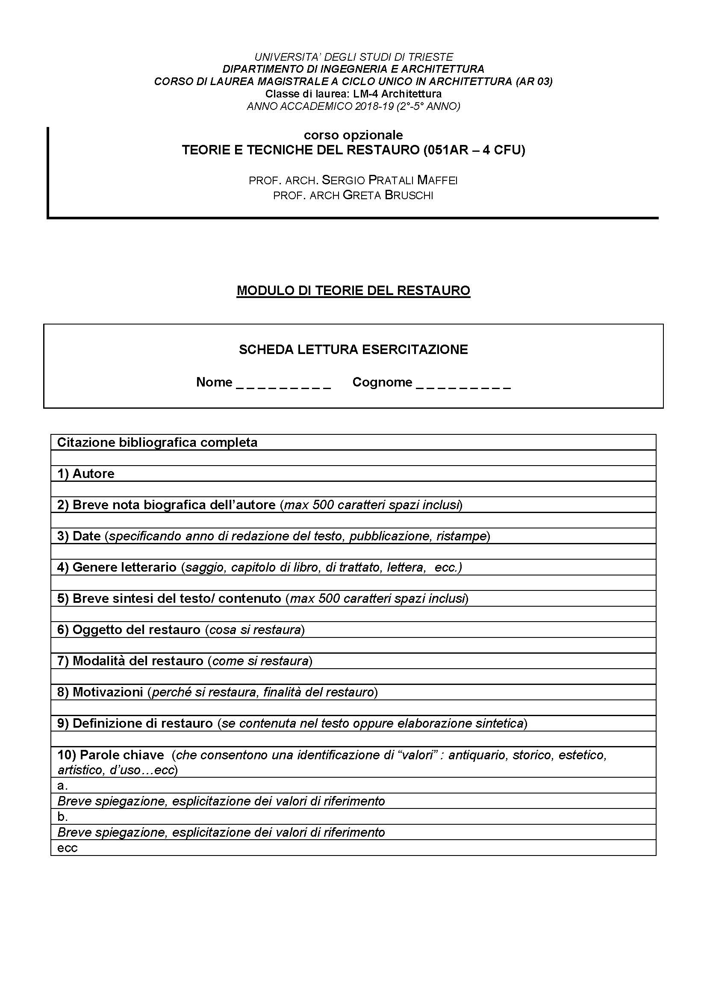 UNIVERSITA’ DEGLI STUDI DI TRIESTE
DIPARTIMENTO DI INGEGNERIA E ARCHITETTURA
CORSO DI LAUREA MAGISTRALE A CICLO UNICO IN ARCHITETTURA (AR 03)
Classe di laurea: LM-4 Architettura
ANNO ACCADEMICO 2018-19 (2°-5° ANNO)
corso opzionale
TEORIE E TECNICHE DEL RESTAURO (051AR – 4 CFU)
PROF. ARCH. SERGIO PRATALI MAFFEI
PROF. ARCH GRETA BRUSCHI
MODULO DI TEORIE DEL RESTAURO
SCHEDA LETTURA ESERCITAZIONE
Nome _ _ _ _ _ _ _ _ _ Cognome _ _ _ _ _ _ _ _ _
Citazione bibliografica completa
1) Autore
2) Breve nota biografica dell’autore (max 500 caratteri spazi inclusi)
3) Date (specificando anno di redazione del testo, pubblicazione, ristampe)
4) Genere letterario (saggio, capitolo di libro, di trattato, lettera,  ecc.)
5) Breve sintesi del testo/ contenuto (max 500 caratteri spazi inclusi)
6) Oggetto del restauro (cosa si restaura)
7) Modalità del restauro (come si restaura)
8) Motivazioni (perché si restaura, finalità del restauro)
9) Definizione di restauro (se contenuta nel testo oppure elaborazione sintetica)
10) Parole chiave  (che consentono una identificazione di “valori” : antiquario, storico, estetico,
artistico, d’uso…ecc)
a.
Breve spiegazione, esplicitazione dei valori di riferimento
b.
Breve spiegazione, esplicitazione dei valori di riferimento
ecc